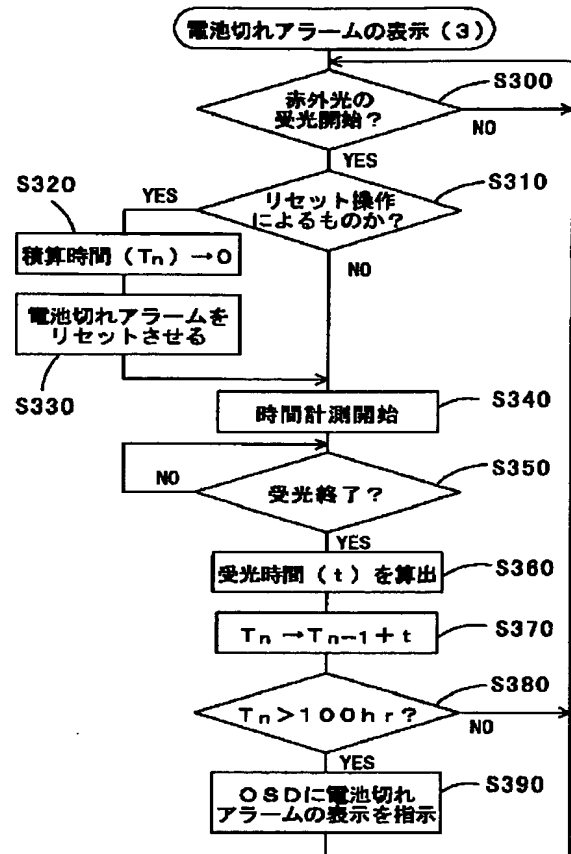 電池切れアラームの表示(3)
S300
赤外光の
受光開始?
NO
YES
S310
リセット操作
によるものか?
YES
NO
S320
積算時間(Tn)→0
電池切れアラームを
リセットさせる
S330
S340
時間計測開始
S350
受光終了?
NO
YES
S360
受光時間(t)を算出
S370
Tn→Tn-1+t
S380
Tn>100hr?
NO
YES
S390
OSDに電池切れ
アラームの表示を指示